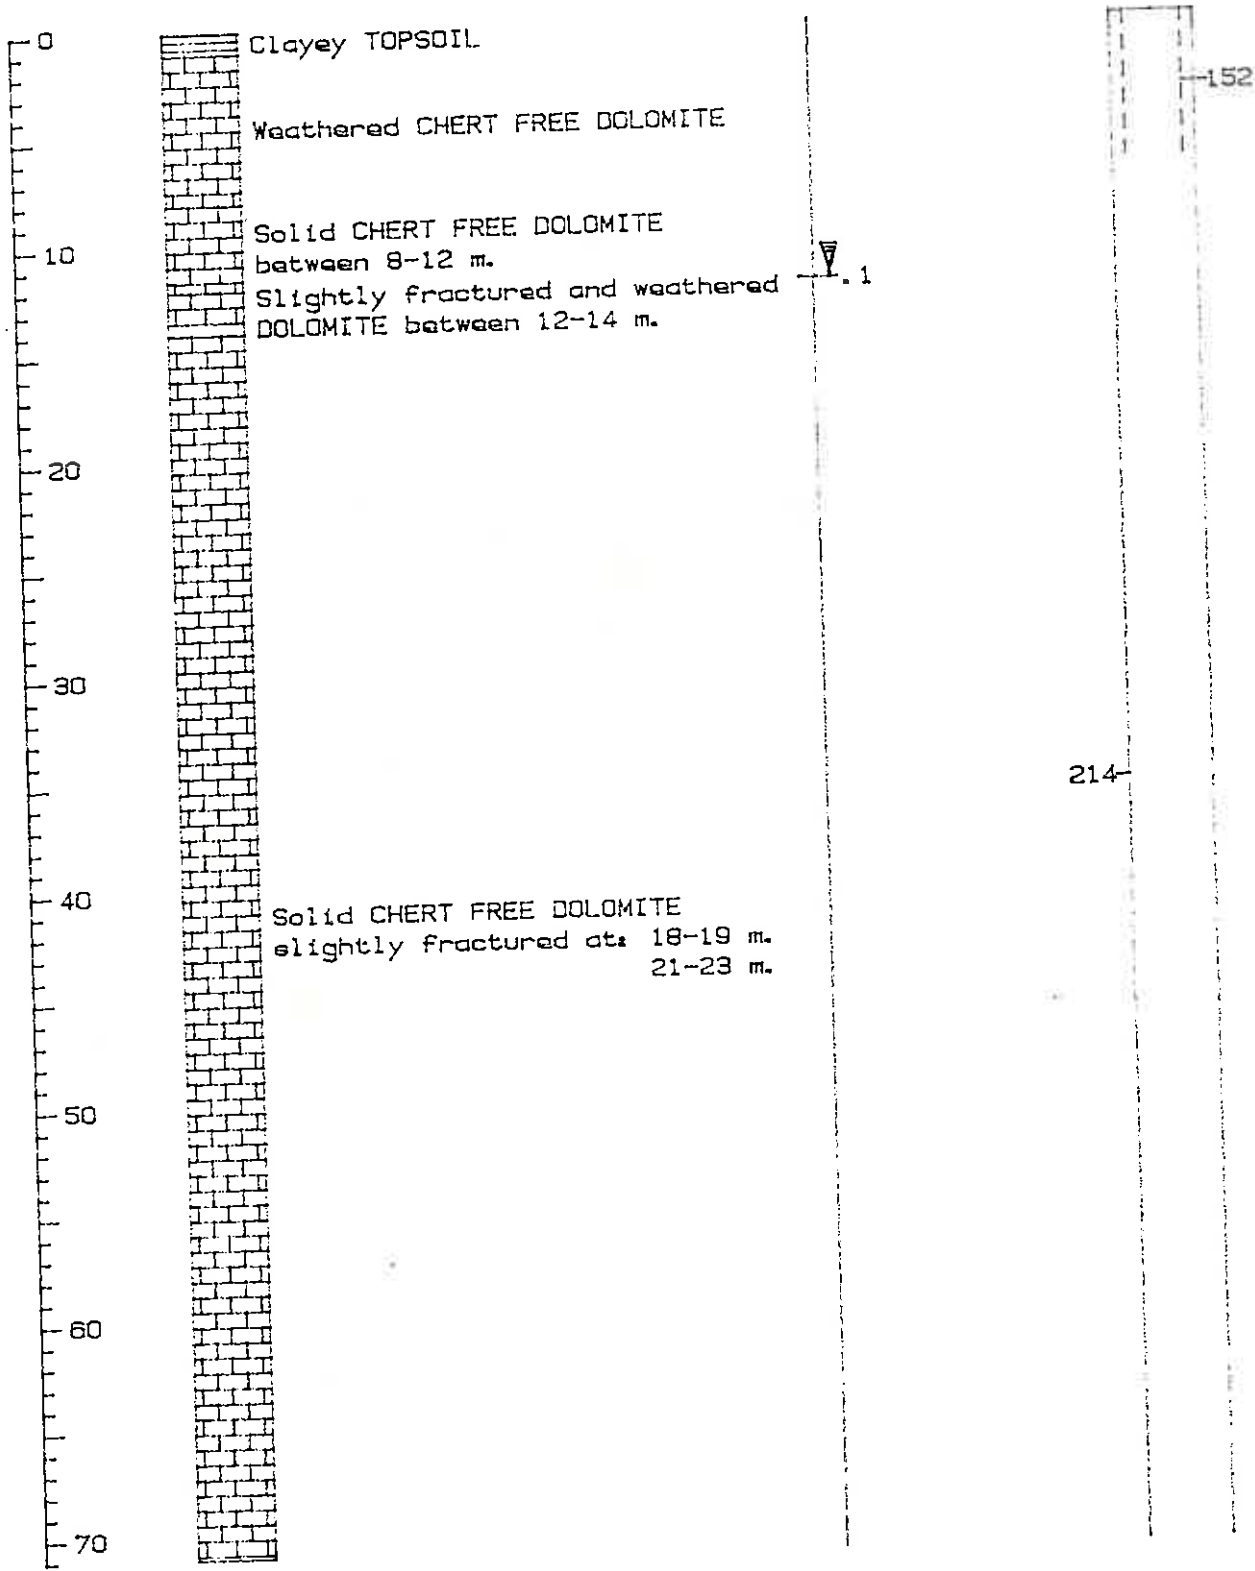 0
Clayey TOPSOIL
152
Weathered CHERT FREE DOLOMITE
Solid CHERT FREE DOLOMITE
10
between 8-12 m.
.1
Slightly fractured and weathered
DOLOMITE between 12-14 m.
20
30
214
40
Solid CHERT FREE DOLOMITE
slightly fractured at: 18-19 m.
21-23 m.
50
60
70